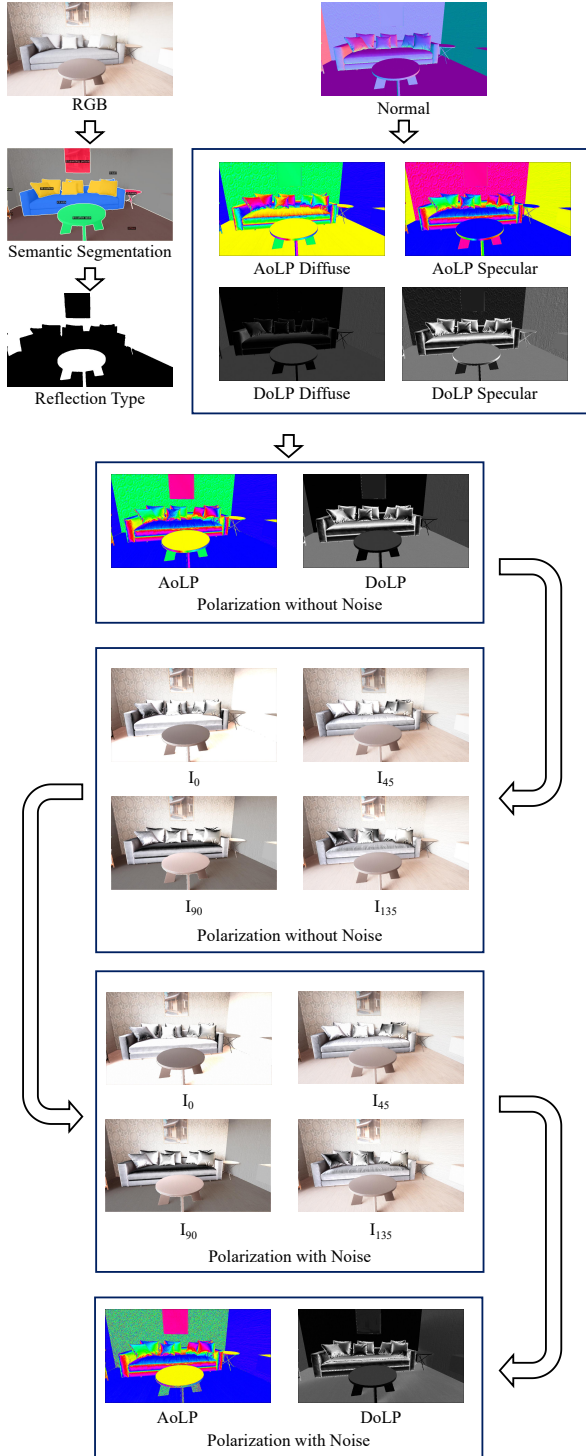 RGB
Normal
Semantic Segmentation
AoLP Diffuse
AoLP Specular
Reflection Type
DoLP Diffuse
DoLP Specular
AoLP
DoLP
Polarization without Noise
I₀
I₄₅
I₉₀
I₁₃₅
Polarization without Noise
I₀
I₄₅
I₉₀
I₁₃₅
Polarization with Noise
AoLP
DoLP
Polarization with Noise